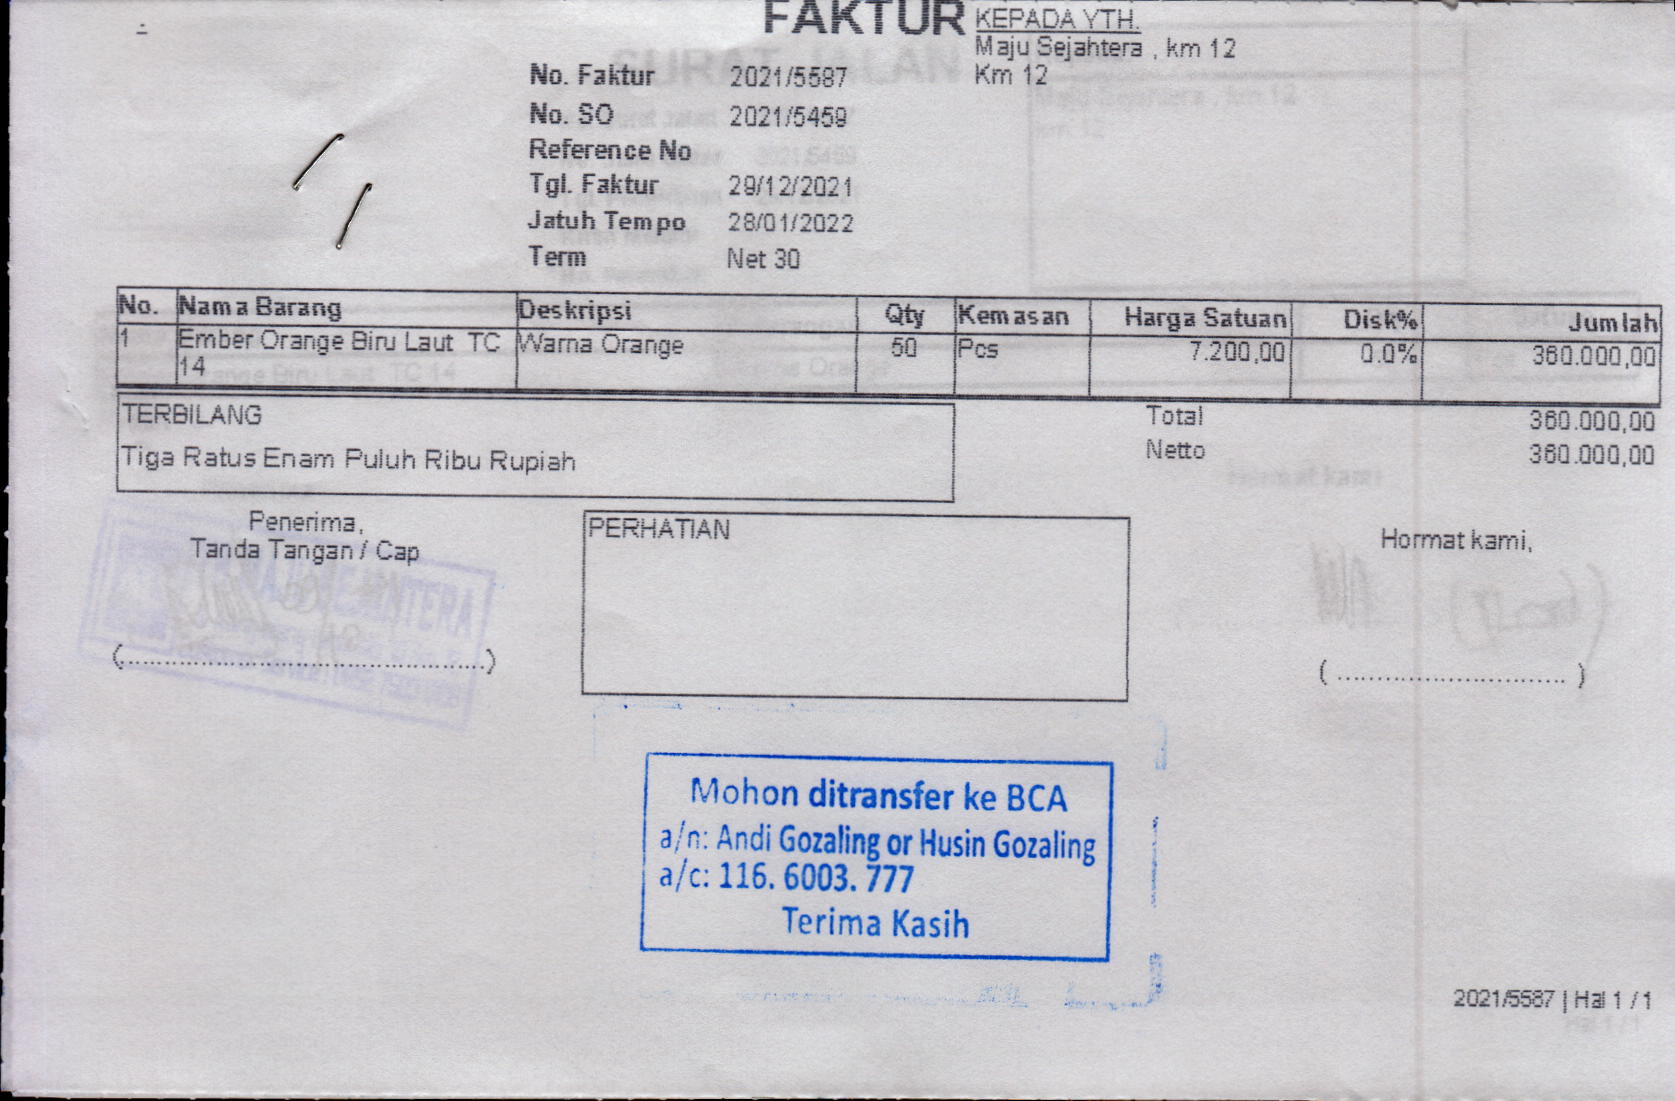 FAKTUR
KEPADA YTH.
Maju Sejahtera , km 12
Km 12
No. Faktur 2021/5587
No. SO 2021/5459
Reference No
Tgl. Faktur 29/12/2021
Jatuh Tempo 28/01/2022
Term Net 30
No. Nama Barang Deskripsi Qty Kemasan Harga Satuan Disk% Jumlah
1 Ember Orange Biru Laut TC Warna Orange 50 Pcs 7.200,00 0.0% 360.000,00
14
TERBILANG
Tiga Ratus Enam Puluh Ribu Rupiah
Total 360.000,00
Netto 360.000,00
Penerima,
Tanda Tangan / Cap
PERHATIAN
Hormat kami,
Mohon ditransfer ke BCA
a/n: Andi Gozaling or Husin Gozaling
a/c: 116. 6003. 777
Terima Kasih
2021/5587 | Hal 1 / 1